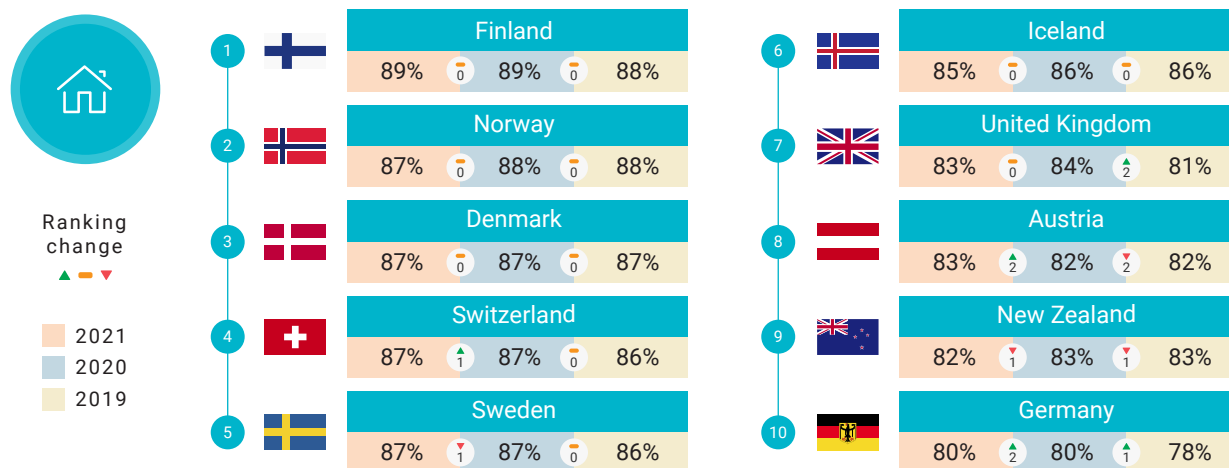 Ranking
change
2021
2020
2019
1
Finland
89% 0 89% 0 88%
2
Norway
87% 0 88% 0 88%
3
Denmark
87% 0 87% 0 87%
4
Switzerland
87% 1 87% 0 86%
5
Sweden
87% 1 87% 0 86%
6
Iceland
85% 0 86% 0 86%
7
United Kingdom
83% 0 84% 2 81%
8
Austria
83% 2 82% 2 82%
9
New Zealand
82% 1 83% 1 83%
10
Germany
80% 2 80% 1 78%